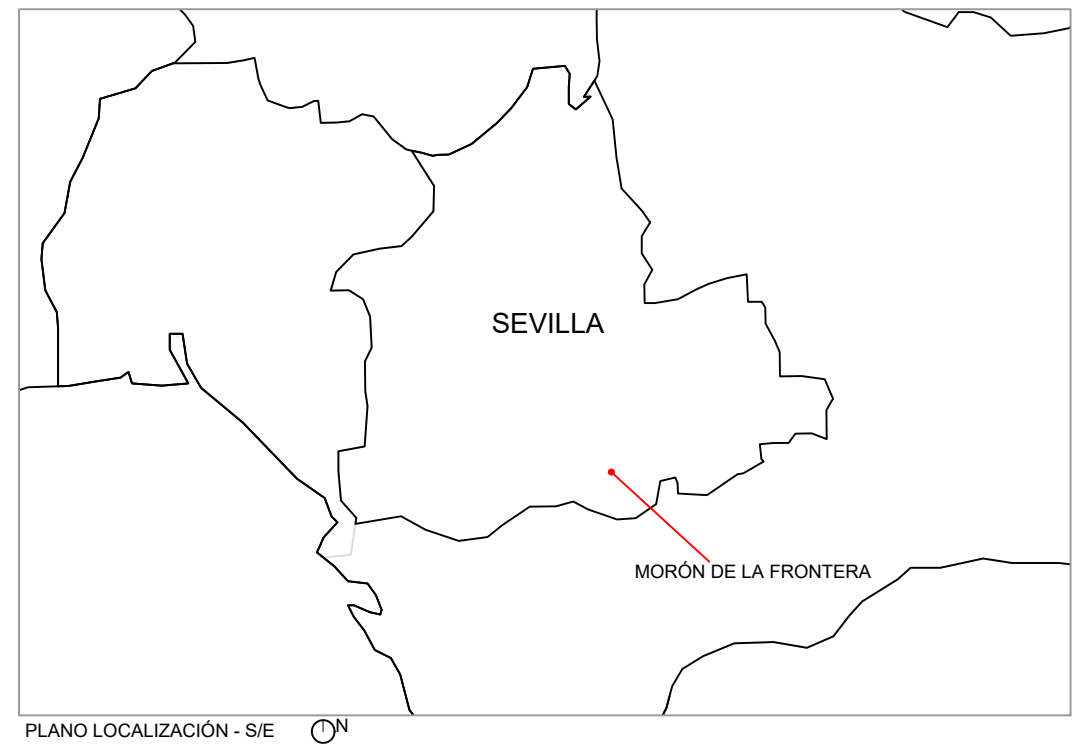 SEVILLA
MORÓN DE LA FRONTERA
PLANO LOCALIZACIÓN - S/E
N